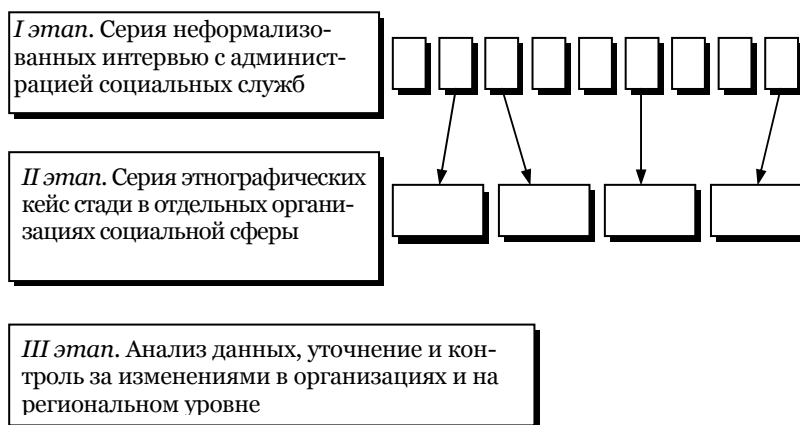 I этап. Серия неформализо-
ванных интервью с админист-
рацией социальных служб
II этап. Серия этнографических
кейс стади в отдельных органи-
зациях социальной сферы
III этап. Анализ данных, уточнение и кон-
троль за изменениями в организациях и на
региональном уровне